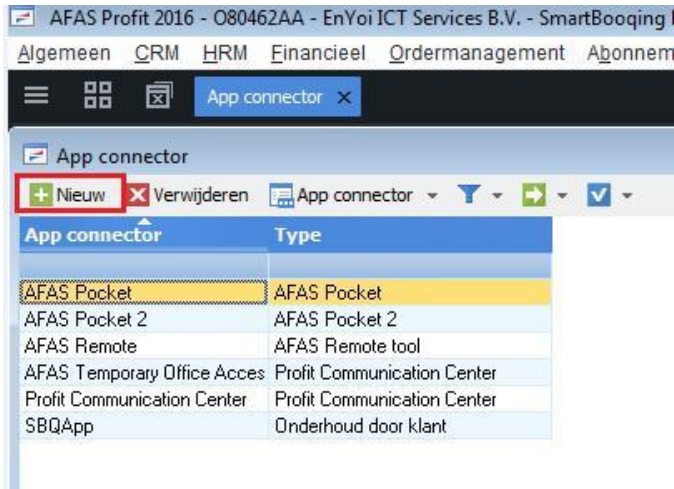 AFAS Profit 2016 - O80462AA - EnYoi ICT Services B.V. - SmartBooqing
Algemeen CRM HRM Financieel Ordermanagement Abonnem
App connector
App connector
Nieuw Verwijderen App connector
App connector Type
AFAS Pocket AFAS Pocket
AFAS Pocket 2 AFAS Pocket 2
AFAS Remote AFAS Remote tool
AFAS Temporary Office Acces Profit Communication Center
Profit Communication Center Profit Communication Center
SBQApp Onderhoud door klant